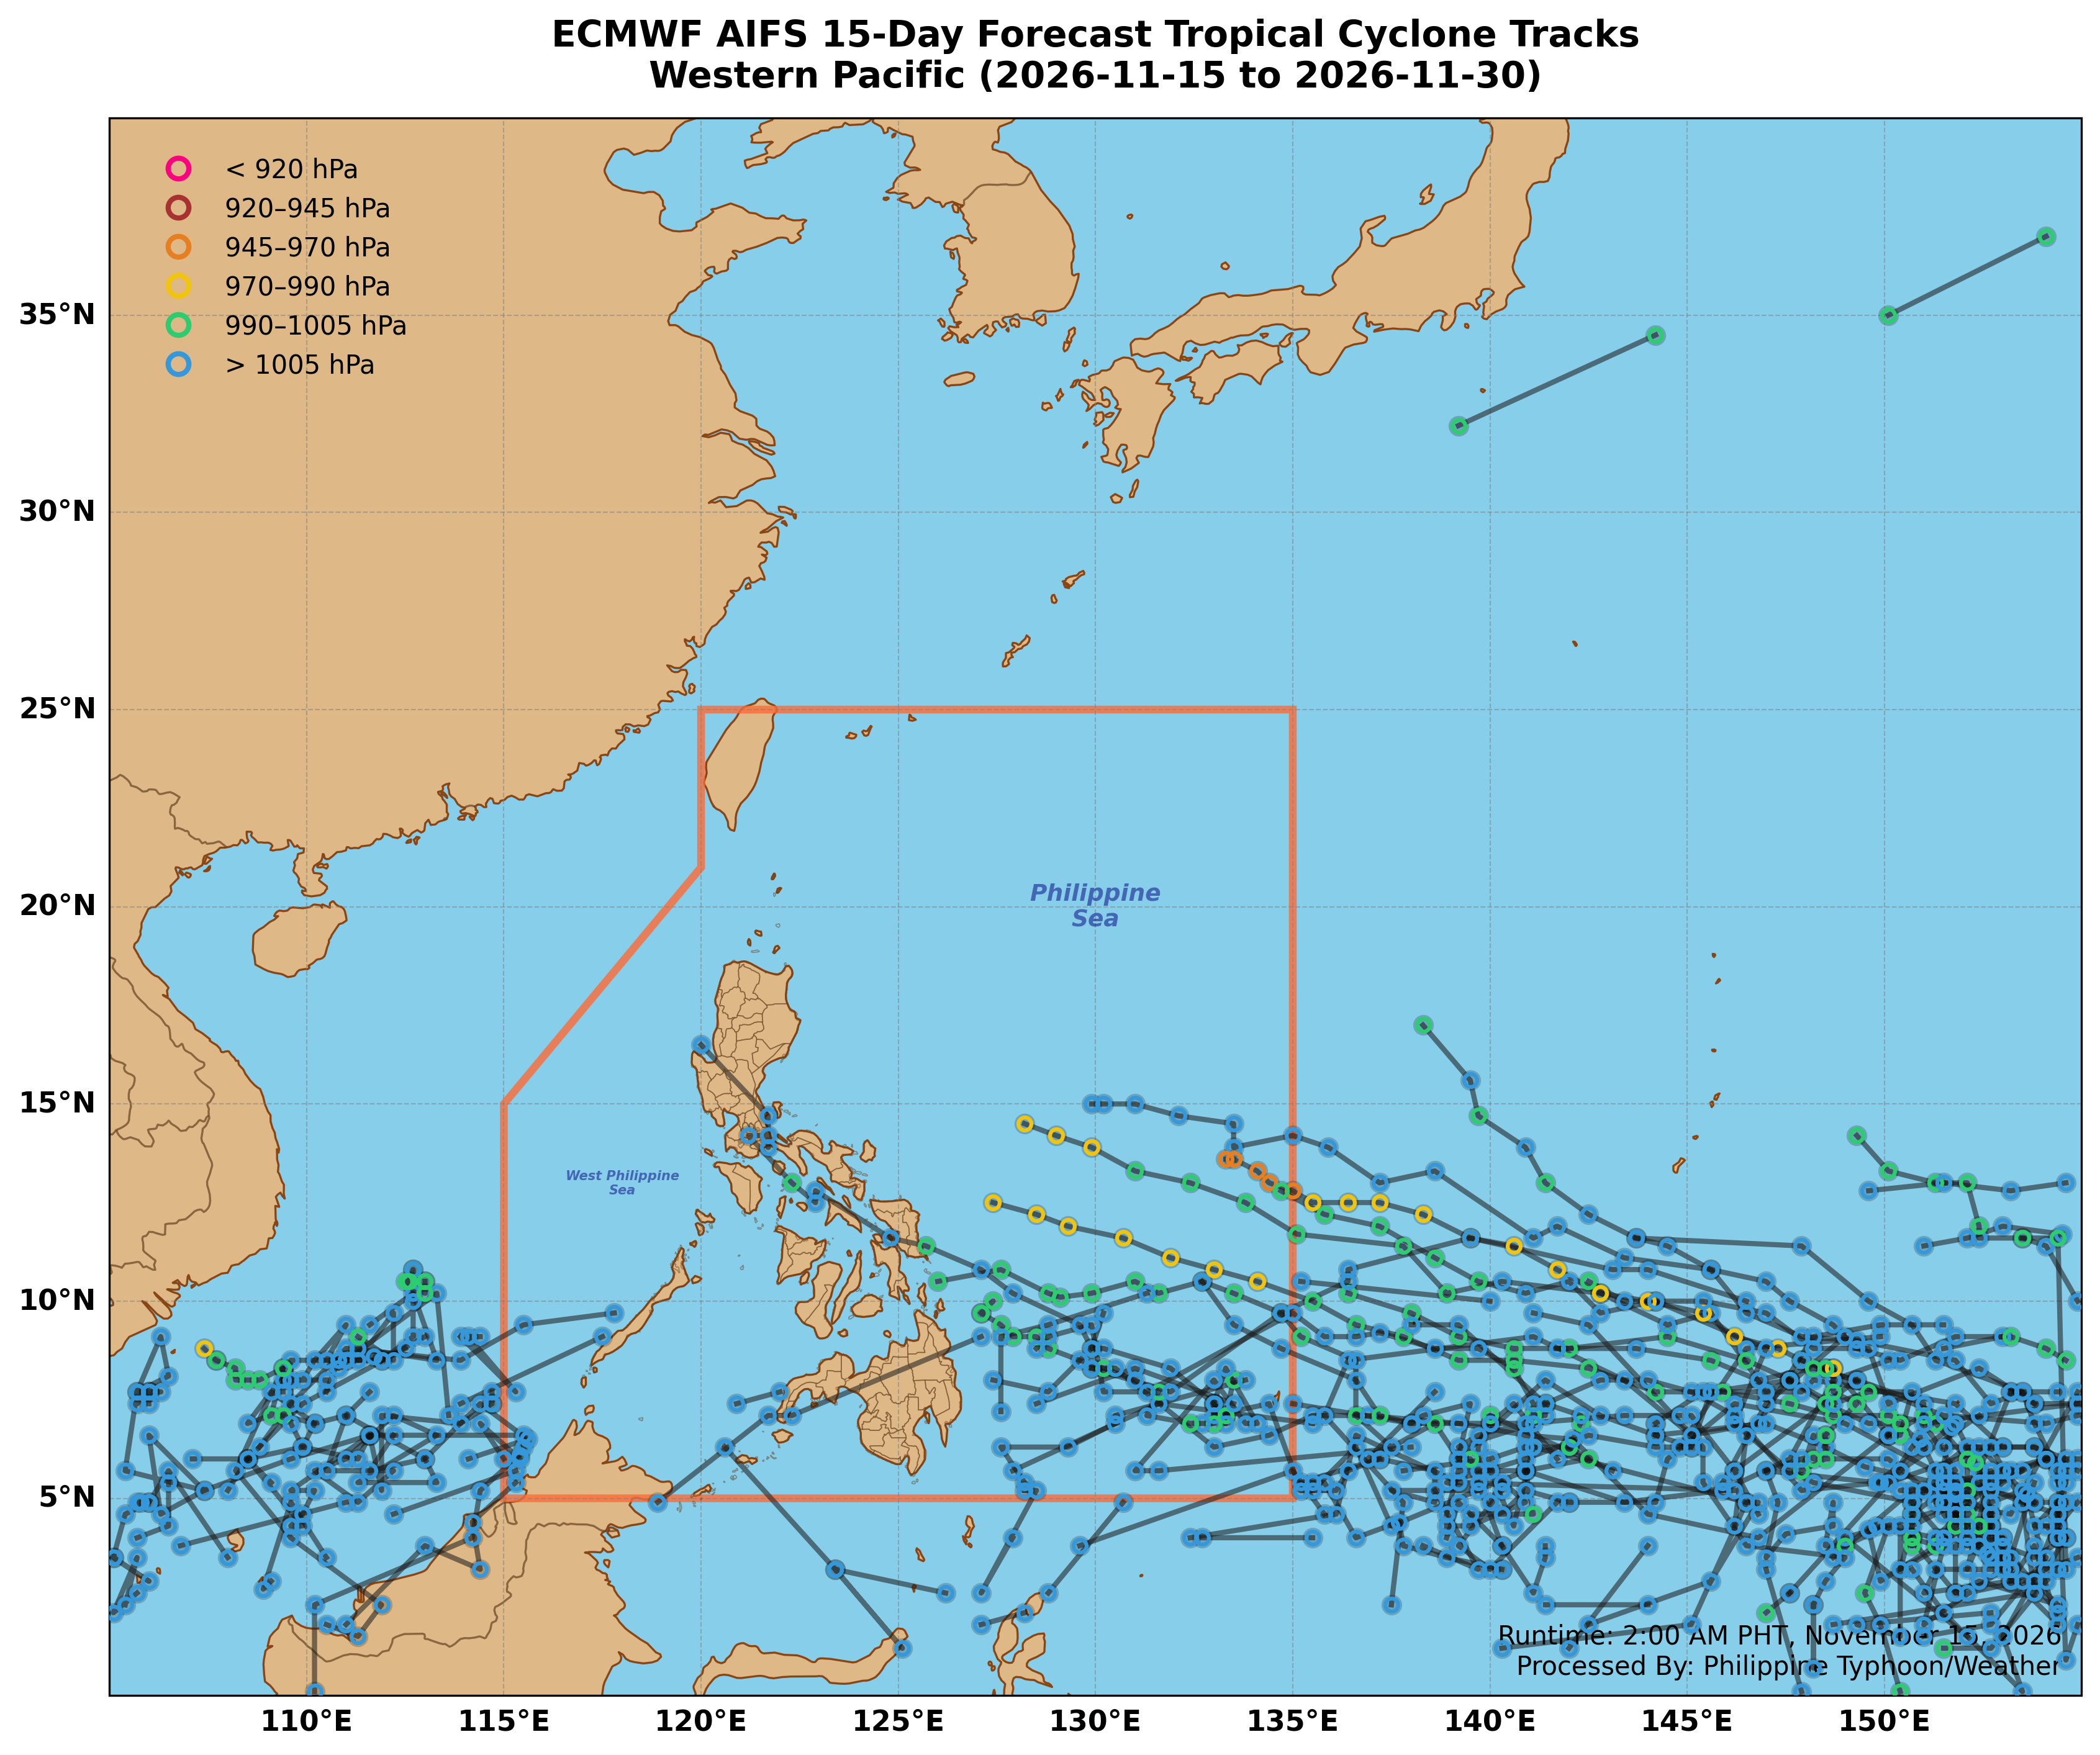 ECMWF AIFS 15-Day Forecast Tropical Cyclone Tracks
Western Pacific (2026-11-15 to 2026-11-30)
< 920 hPa
920–945 hPa
945–970 hPa
970–990 hPa
990–1005 hPa
> 1005 hPa
35°N
30°N
25°N
20°N
15°N
10°N
5°N
Philippine
Sea
West Philippine
Sea
Runtime: 2:00 AM PHT, November 15, 2026
Processed By: Philippine Typhoon/Weather
110°E
115°E
120°E
125°E
130°E
135°E
140°E
145°E
150°E